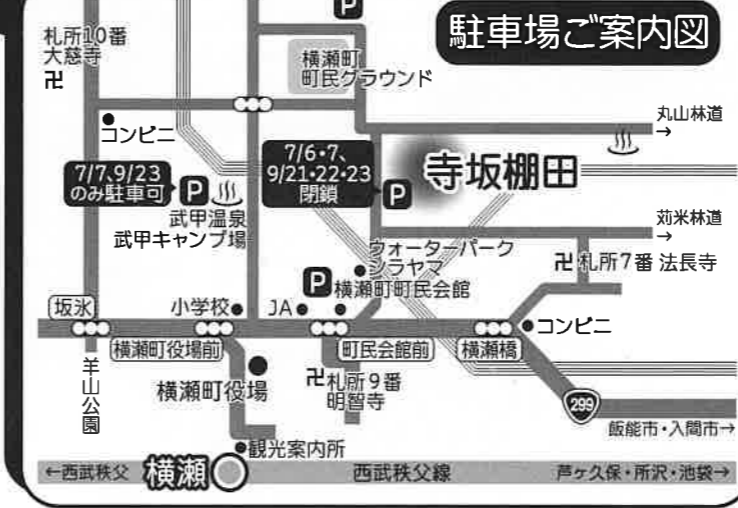 駐車場ご案内図
P
札所10番
大慈寺
卍
横瀬町
町民グラウンド
丸山林道
→
コンビニ
7/7、9/23
のみ駐車可
P
武甲温泉
武甲キャンプ場
7/6・7、
9/21・22・23
閉鎖
P
寺坂棚田
苅米林道
→
ウォーターパーク
シラヤマ
卍札所7番 法長寺
P
横瀬町町民会館
坂氷
小学校
JA
コンビニ
横瀬町役場前
町民会館前
横瀬橋
羊山公園
横瀬町役場
卍札所9番
明智寺
299
飯能市・入間市→
観光案内所
←西武秩父
横瀬
西武秩父線
芦ヶ久保・所沢・池袋→